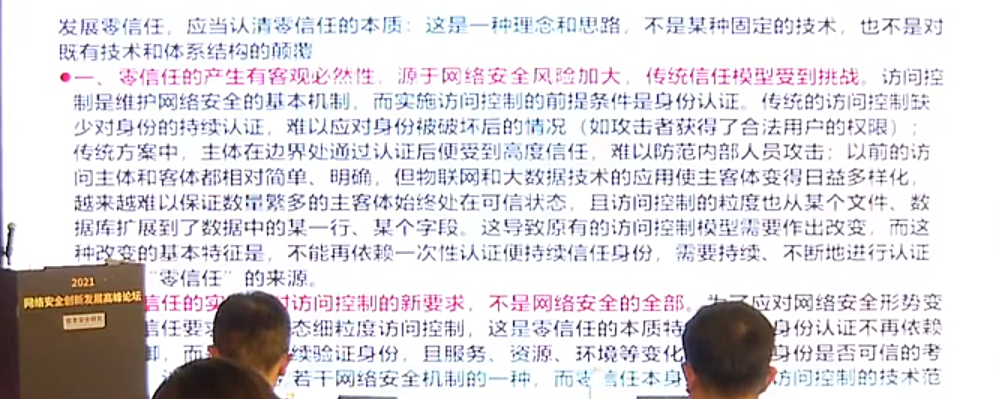 发展零信任，应当认清零信任的本质：这是一种理念和思路，不是某种固定的技术，也不是对
既有技术和体系结构的颠覆
●一、零信任的产生有客观必然性，源于网络安全风险加大，传统信任模型受到挑战。访问控
制是维护网络安全的基本机制，而实施访问控制的前提条件是身份认证。传统的访问控制缺
少对身份的持续认证，难以应对身份被破坏后的情况（如攻击者获得了合法用户的权限）；
传统方案中，主体在边界处通过认证后便受到高度信任，难以防范内部人员攻击；以前的访
问主体和客体都相对简单、明确，但物联网和大数据技术的应用使主客体变得日益多样化，
越来越难以保证数量繁多的主客体始终处在可信状态，且访问控制的粒度也从某个文件、数
据库扩展到了数据中的某一行、某个字段。这导致原有的访问控制模型需要作出改变，而这
种改变的基本特征是，不能再依赖一次性认证便持续信任身份，需要持续、不断地进行认证
“零信任”的来源。
信任的实 对访问控制的新要求，不是网络安全的全部。为了应对网络安全形势变
信任要 态细粒度访问控制，这是零信任的本质特 身份认证不再依赖
而 续验证身份，且服务、资源、环境等变化 身份是否可信的考
若干网络安全机制的一种，而零信任本身 访问控制的技术范
2021
网络安全创新发展高峰论坛